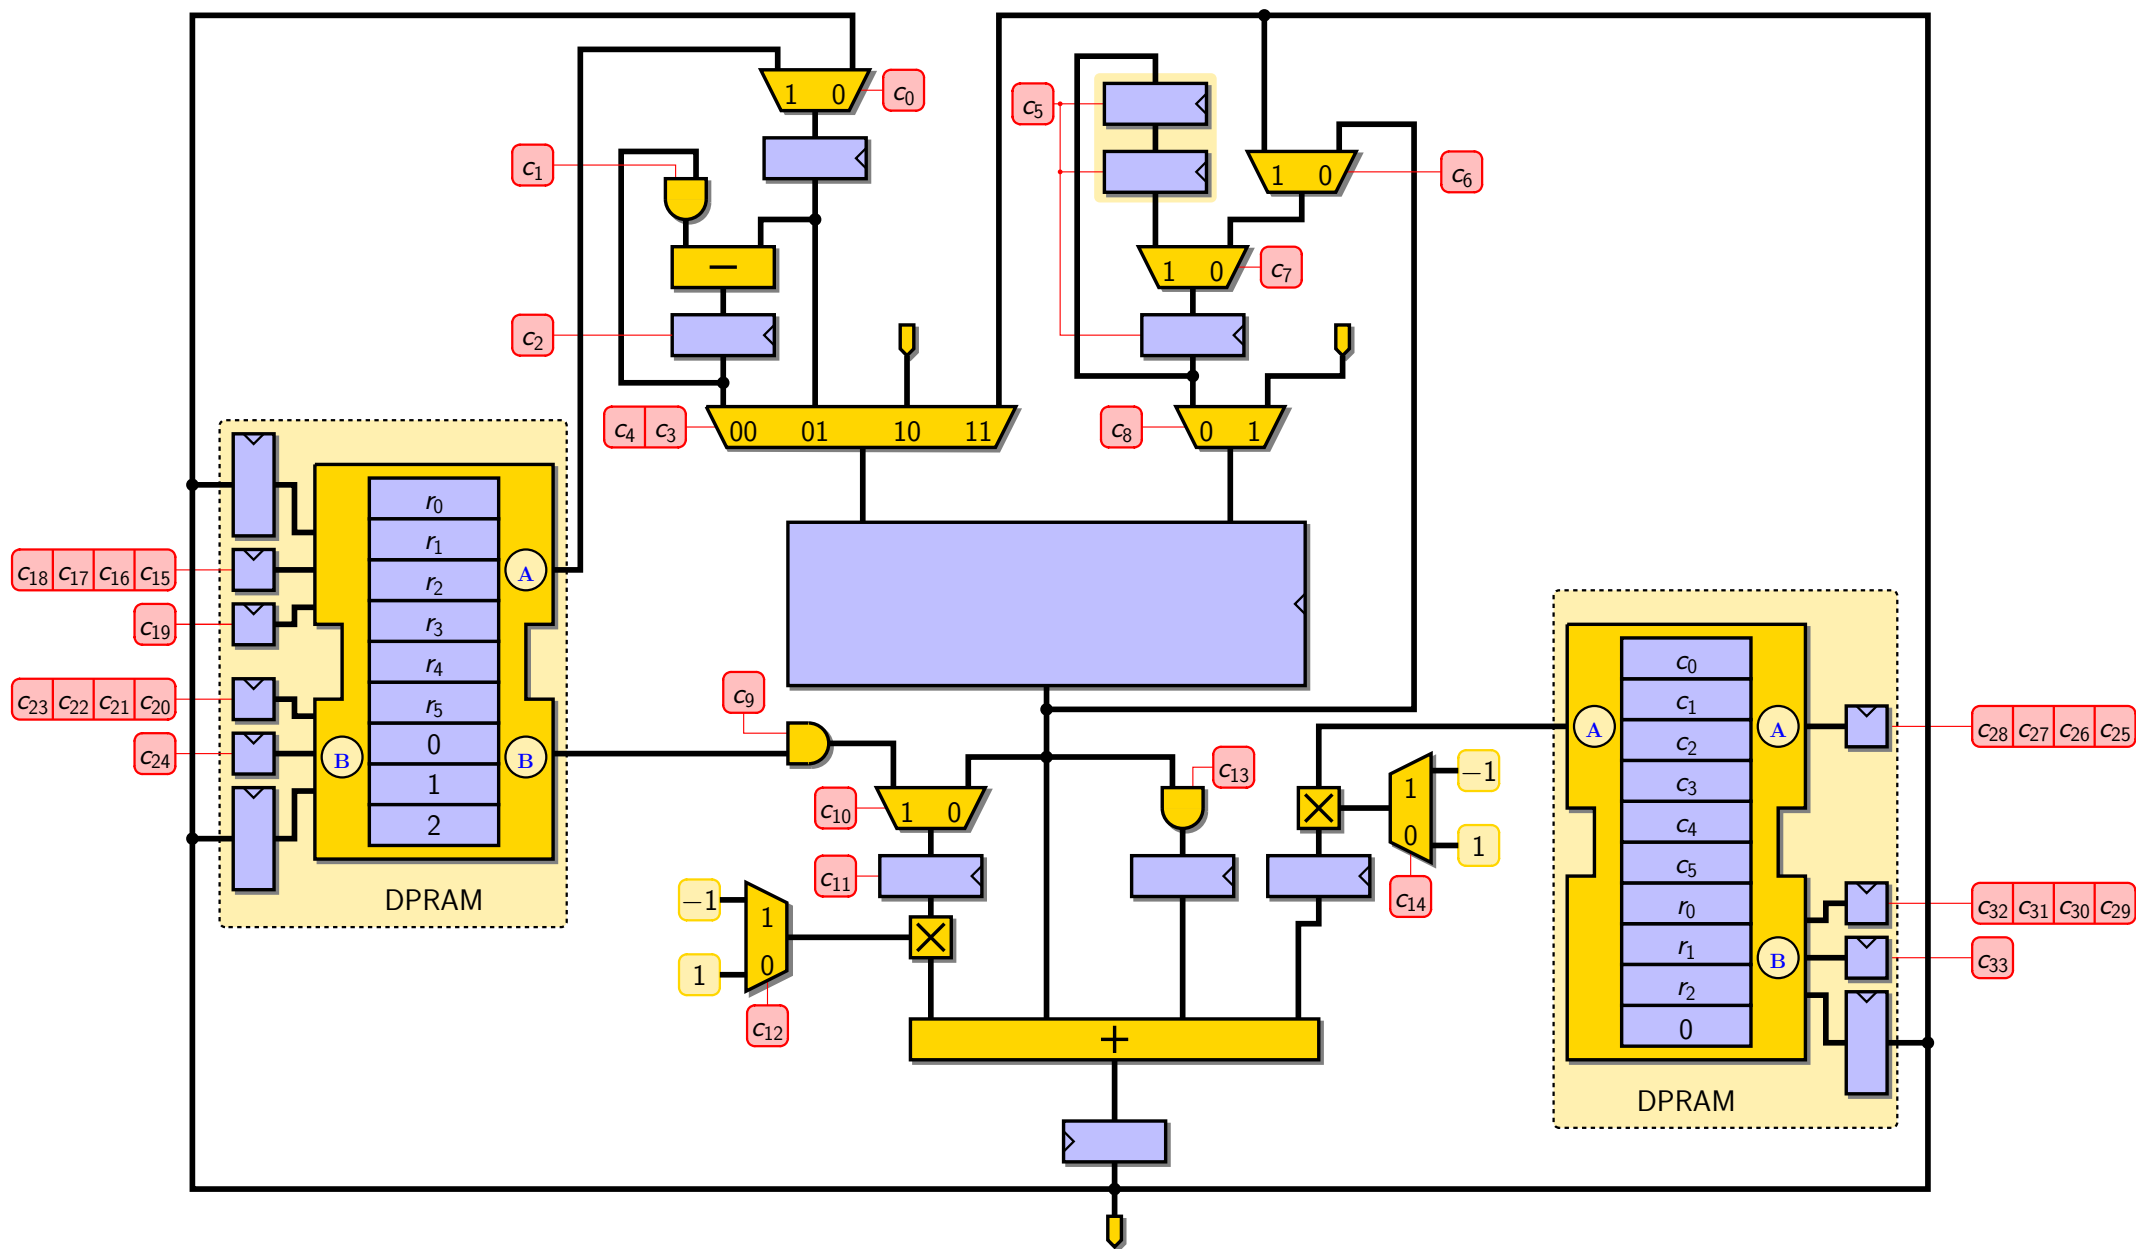 1 0
c0
c5
c1
1 0
c6
−
1 0
c7
c2
c4 c3
00 01 10 11
c8
0 1
r0
r1
r2
r3
r4
r5
0
1
2
A
B
B
c18 c17 c16 c15
c19
c23 c22 c21 c20
c24
DPRAM
c9
c10
1 0
c13
c11
−1
1
1
0
c12
−1
1
1
0
c14
+
A
A
B
c0
c1
c2
c3
c4
c5
r0
r1
r2
0
c28 c27 c26 c25
c32 c31 c30 c29
c33
DPRAM